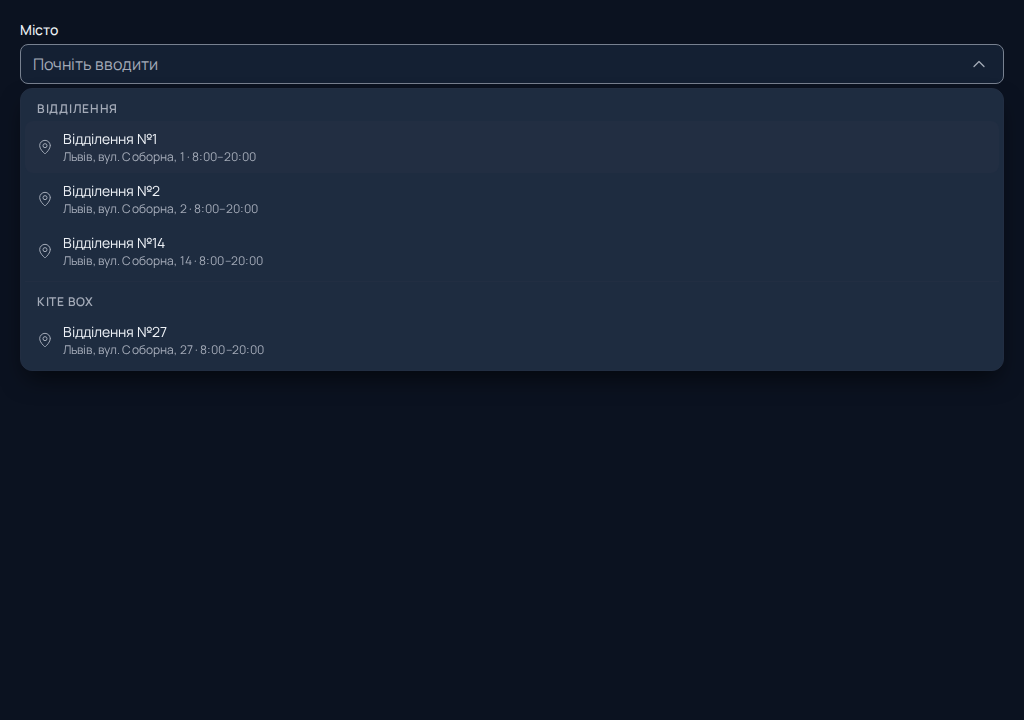 Місто
Почніть вводити
ВІДДІЛЕННЯ
Відділення №1
Львів, вул. Соборна, 1 · 8:00–20:00
Відділення №2
Львів, вул. Соборна, 2 · 8:00–20:00
Відділення №14
Львів, вул. Соборна, 14 · 8:00–20:00
KITE BOX
Відділення №27
Львів, вул. Соборна, 27 · 8:00–20:00